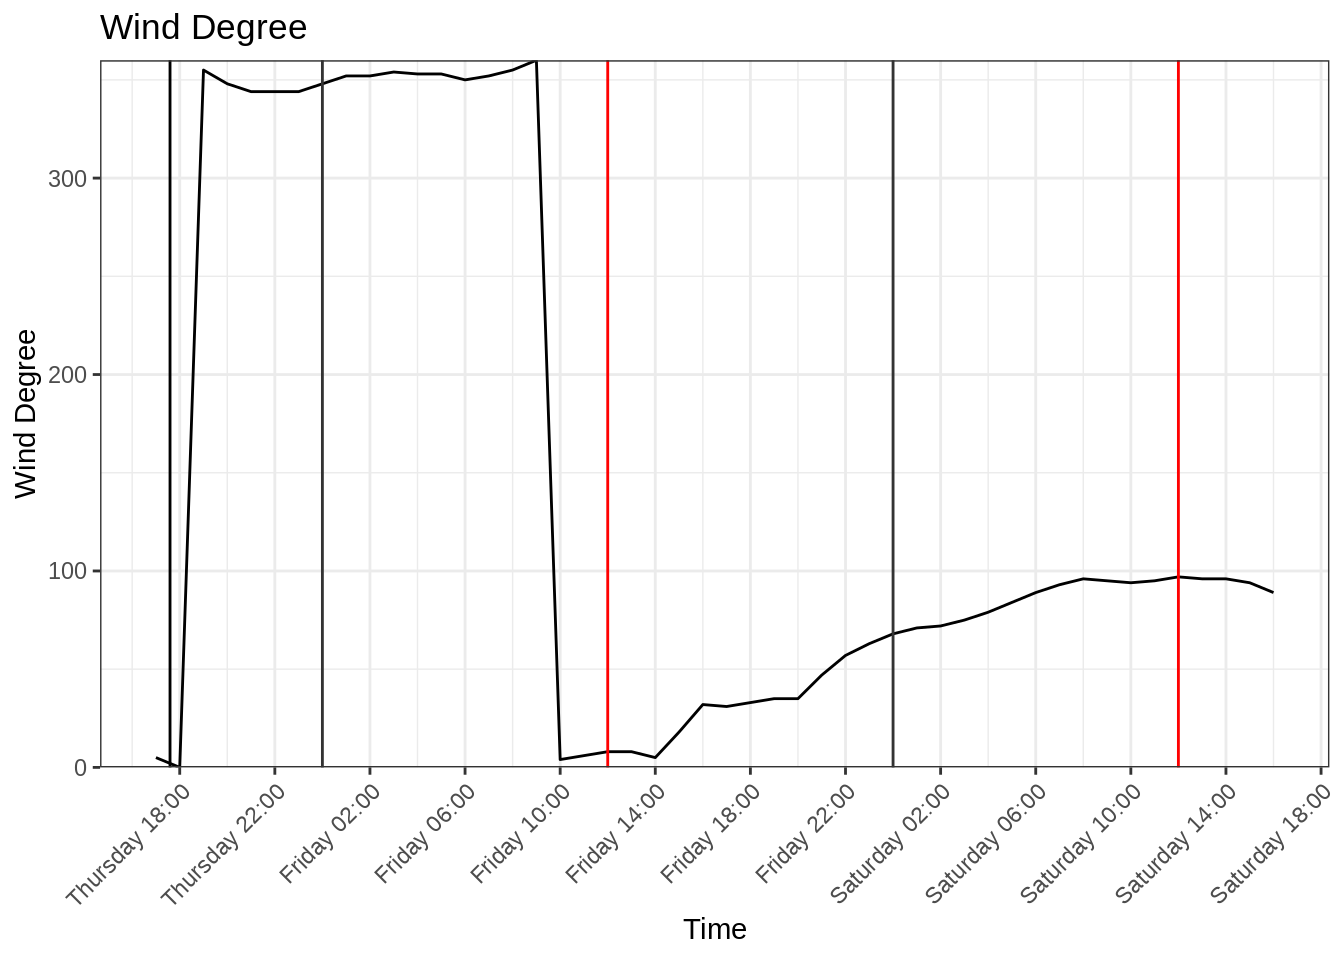 Wind Degree
Wind Degree
300
200
100
0
Thursday 18:00
Thursday 22:00
Friday 02:00
Friday 06:00
Friday 10:00
Friday 14:00
Friday 18:00
Friday 22:00
Saturday 02:00
Saturday 06:00
Saturday 10:00
Saturday 14:00
Saturday 18:00
Time